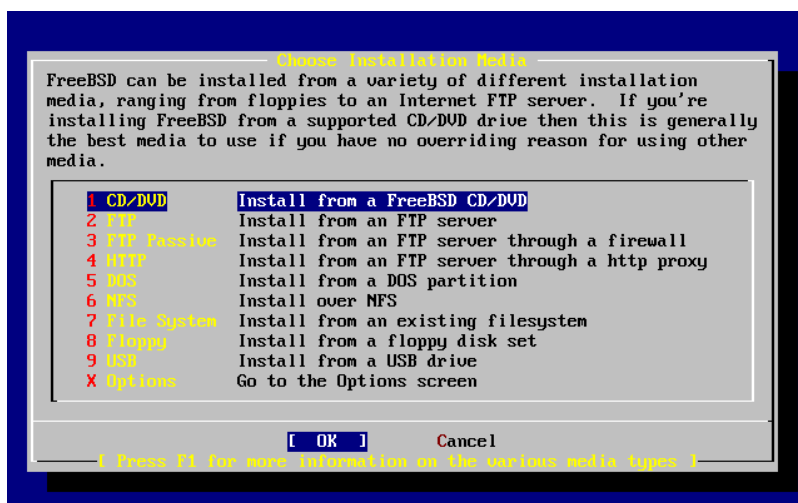 Choose Installation Media
FreeBSD can be installed from a variety of different installation
media, ranging from floppies to an Internet FTP server.  If you're
installing FreeBSD from a supported CD/DVD drive then this is generally
the best media to use if you have no overriding reason for using other
media.
1 CD/DVD Install from a FreeBSD CD/DVD
2 FTP Install from an FTP server
3 FTP Passive Install from an FTP server through a firewall
4 HTTP Install from an FTP server through a http proxy
5 DOS Install from a DOS partition
6 NFS Install over NFS
7 File System Install from an existing filesystem
8 Floppy Install from a floppy disk set
9 USB Install from a USB drive
X Options Go to the Options screen
[ OK ] Cancel
[ Press F1 for more information on the various media types ]